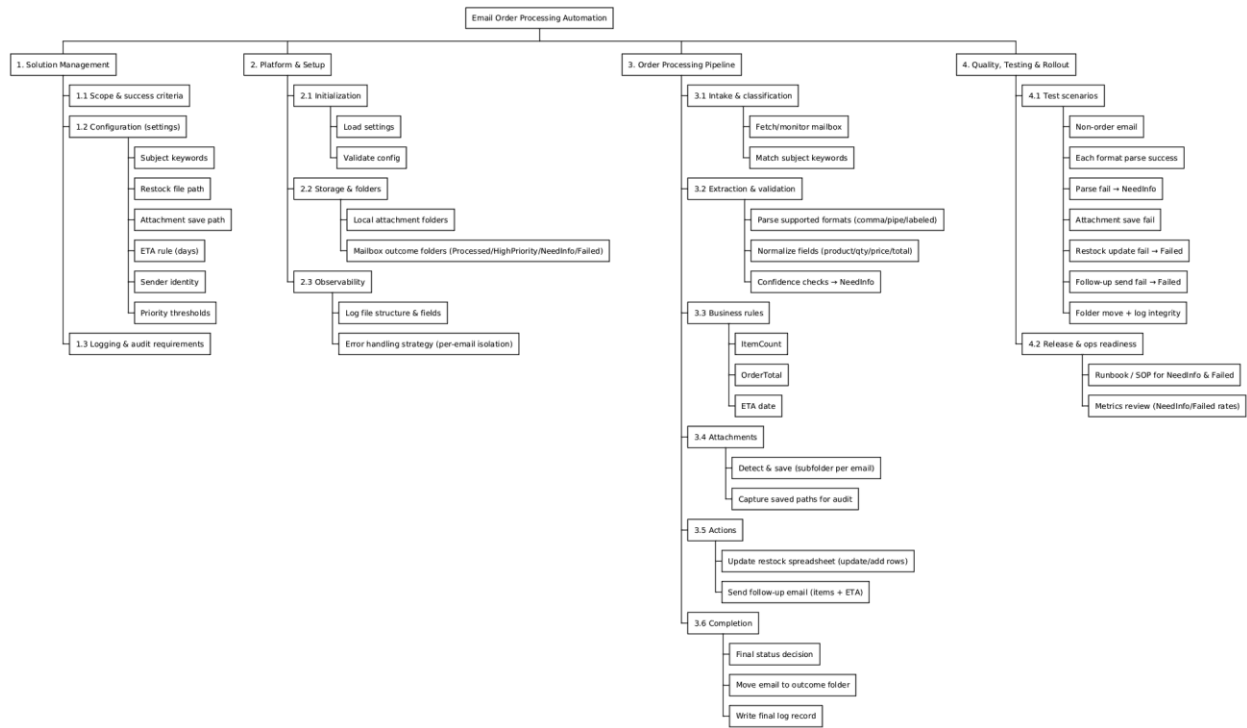 Email Order Processing Automation
1. Solution Management
1.1 Scope & success criteria
1.2 Configuration (settings)
Subject keywords
Restock file path
Attachment save path
ETA rule (days)
Sender identity
Priority thresholds
1.3 Logging & audit requirements
2. Platform & Setup
2.1 Initialization
Load settings
Validate config
2.2 Storage & folders
Local attachment folders
Mailbox outcome folders (Processed/HighPriority/NeedInfo/Failed)
2.3 Observability
Log file structure & fields
Error handling strategy (per-email isolation)
3. Order Processing Pipeline
3.1 Intake & classification
Fetch/monitor mailbox
Match subject keywords
3.2 Extraction & validation
Parse supported formats (comma/pipe/labeled)
Normalize fields (product/qty/price/total)
Confidence checks → NeedInfo
3.3 Business rules
ItemCount
OrderTotal
ETA date
3.4 Attachments
Detect & save (subfolder per email)
Capture saved paths for audit
3.5 Actions
Update restock spreadsheet (update/add rows)
Send follow-up email (items + ETA)
3.6 Completion
Final status decision
Move email to outcome folder
Write final log record
4. Quality, Testing & Rollout
4.1 Test scenarios
Non-order email
Each format parse success
Parse fail → NeedInfo
Attachment save fail
Restock update fail → Failed
Follow-up send fail → Failed
Folder move + log integrity
4.2 Release & ops readiness
Runbook / SOP for NeedInfo & Failed
Metrics review (NeedInfo/Failed rates)